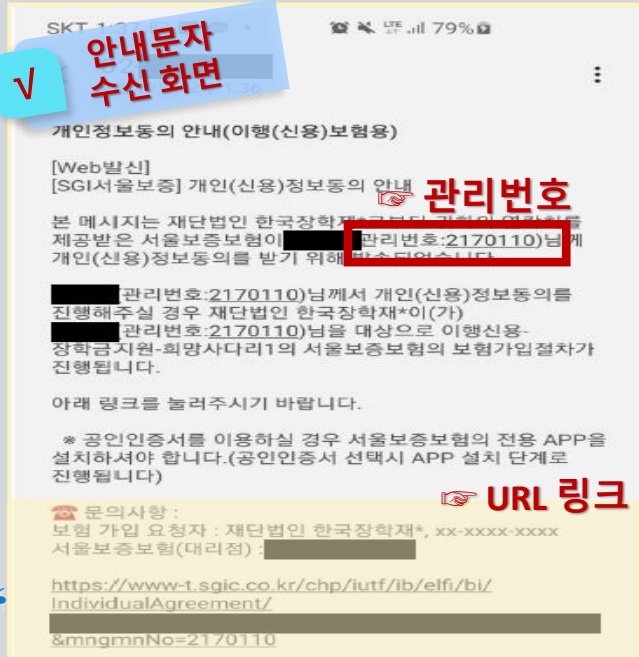 SKT 1:37
79%
안내문자
√
수신 화면
1:36
개인정보동의 안내(이행(신용)보험용)
[Web발신]
[SGI서울보증] 개인(신용)정보동의 안내
☞ 관리번호
본 메시지는 재단법인 한국장학재*
제공받은 서울보증보험이 관리번호:2170110)님께
개인(신용)정보동의를 받기 위해 발송되었습니다
관리번호:2170110)님께서 개인(신용)정보동의를
진행해주실 경우 재단법인 한국장학재*이(가)
관리번호:2170110)님을 대상으로 이행신용-
장학금지원-희망사다리1의 서울보증보험의 보험가입절차가
진행됩니다.
아래 링크를 눌러주시기 바랍니다.
※ 공인인증서를 이용하실 경우 서울보증보험의 전용 APP을
설치하셔야 합니다.(공인인증서 선택시 APP 설치 단계로
진행됩니다)
☞ URL 링크
☎ 문의사항 :
보험 가입 요청자 : 재단법인 한국장학재*, xx-xxxx-xxxx
서울보증보험(대리점) :
https://www-t.sgic.co.kr/chp/iutf/ib/elfi/bi/
IndividualAgreement/
&mngmnNo=2170110